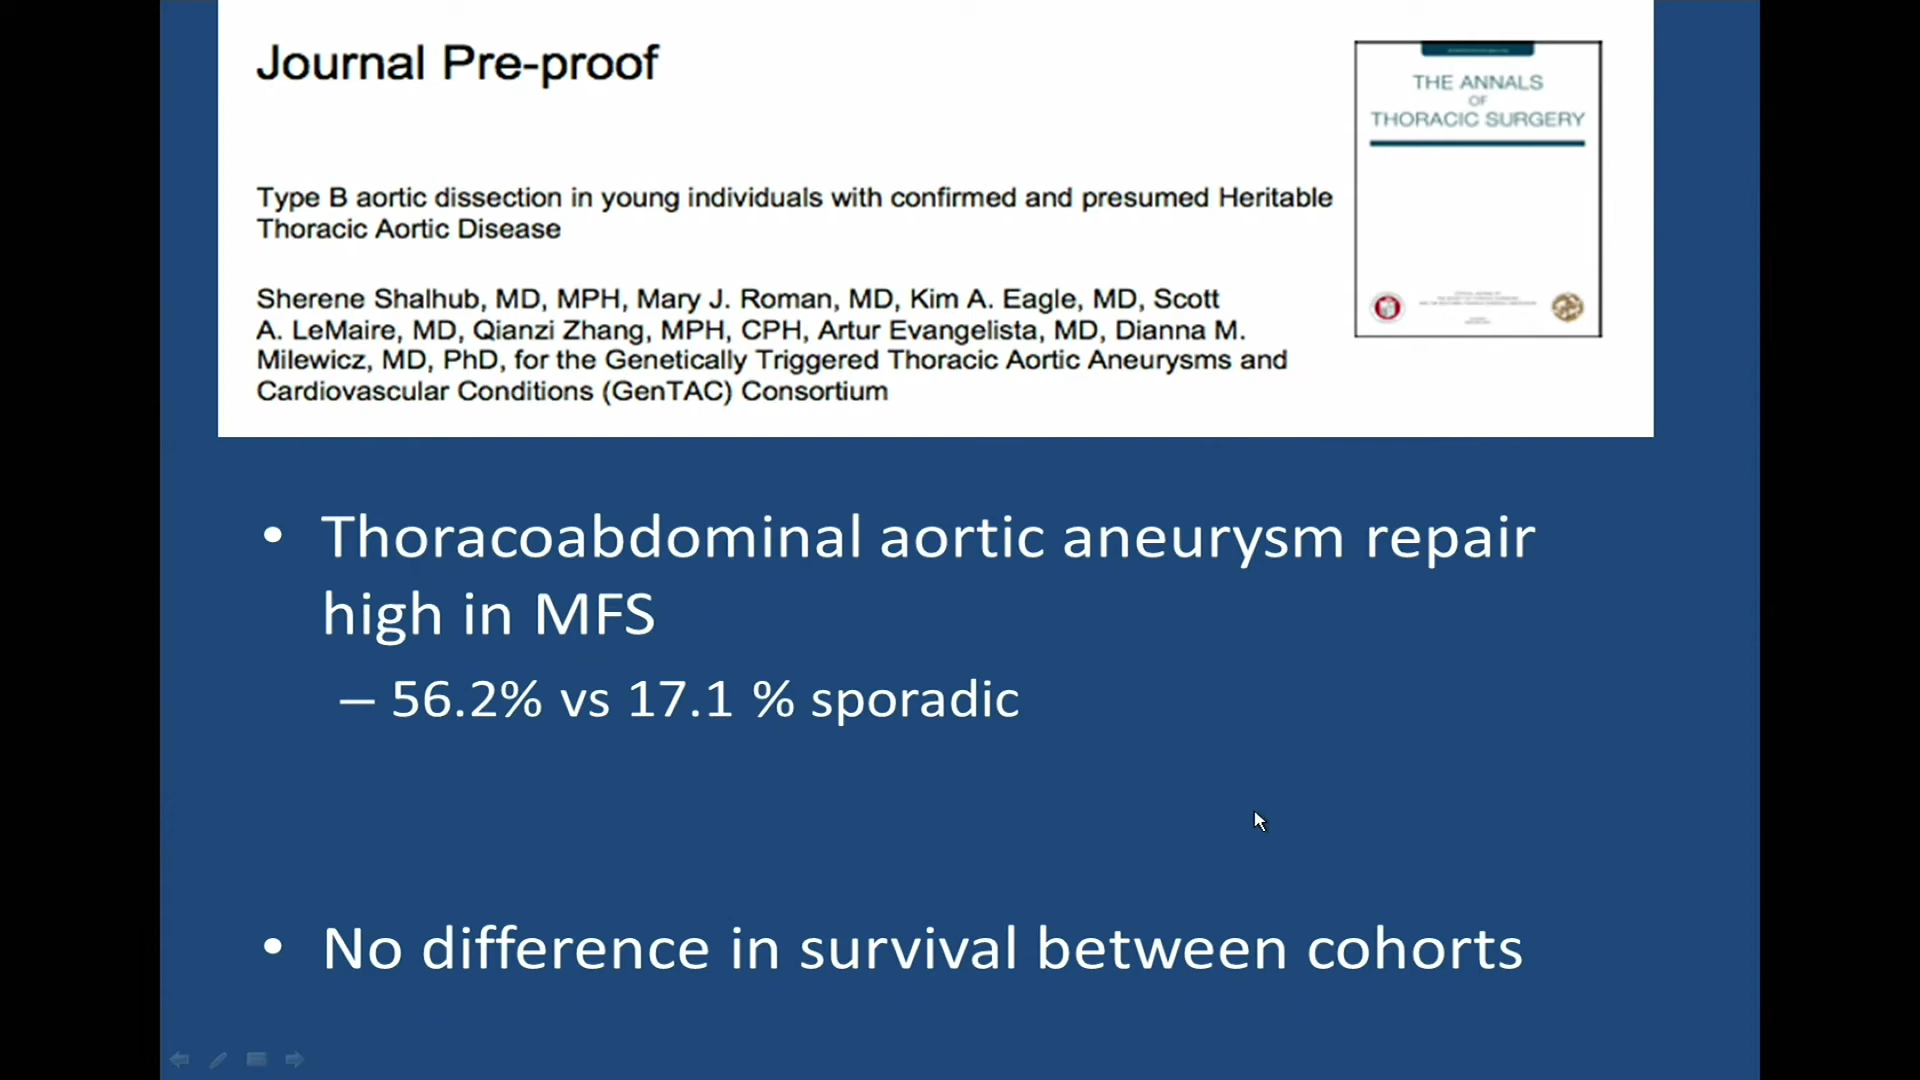 Journal Pre-proof
THE ANNALS
OF
THORACIC SURGERY
Type B aortic dissection in young individuals with confirmed and presumed Heritable
Thoracic Aortic Disease
Sherene Shalhub, MD, MPH, Mary J. Roman, MD, Kim A. Eagle, MD, Scott
A. LeMaire, MD, Qianzi Zhang, MPH, CPH, Artur Evangelista, MD, Dianna M.
Milewicz, MD, PhD, for the Genetically Triggered Thoracic Aortic Aneurysms and
Cardiovascular Conditions (GenTAC) Consortium
• Thoracoabdominal aortic aneurysm repair
high in MFS
– 56.2% vs 17.1 % sporadic
• No difference in survival between cohorts